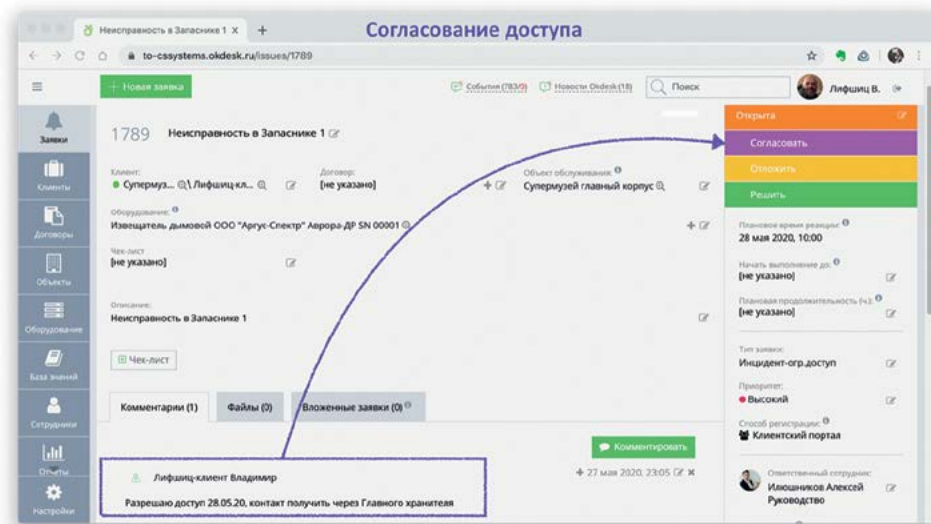 Согласование доступа
Неисправность в Запаснике 1 X +
to-cssystems.okdesk.ru/issues/1789
+ Новая заявка
События (783/0)
Новости Okdesk (18)
Поиск
Лифшиц В.
Заявки
Клиенты
Договоры
Объекты
Оборудование
База знаний
Сотрудники
Отчеты
Настройки
1789 Неисправность в Запаснике 1
Клиент:
Супермуз... \ Лифшиц-кл...
Договор:
[не указано]
Объект обслуживания:
Супермузей главный корпус
Оборудование:
Извещатель дымовой ООО "Аргус-Спектр" Аврора-ДР SN 00001
Чек-лист
[не указано]
Описание:
Неисправность в Запаснике 1
Чек-лист
Комментарии (1) Файлы (0) Вложенные заявки (0)
Комментировать
Лифшиц-клиент Владимир
+ 27 мая 2020, 23:05
Разрешаю доступ 28.05.20, контакт получить через Главного хранителя
Открыта
Согласовать
Отложить
Решить
Плановое время реакции:
28 мая 2020, 10:00
Начать выполнение до:
[не указано]
Плановая продолжительность (ч.):
[не указано]
Тип заявки:
Инцидент-огр.доступ
Приоритет:
Высокий
Способ регистрации:
Клиентский портал
Ответственный сотрудник:
Илюшников Алексей
Руководство